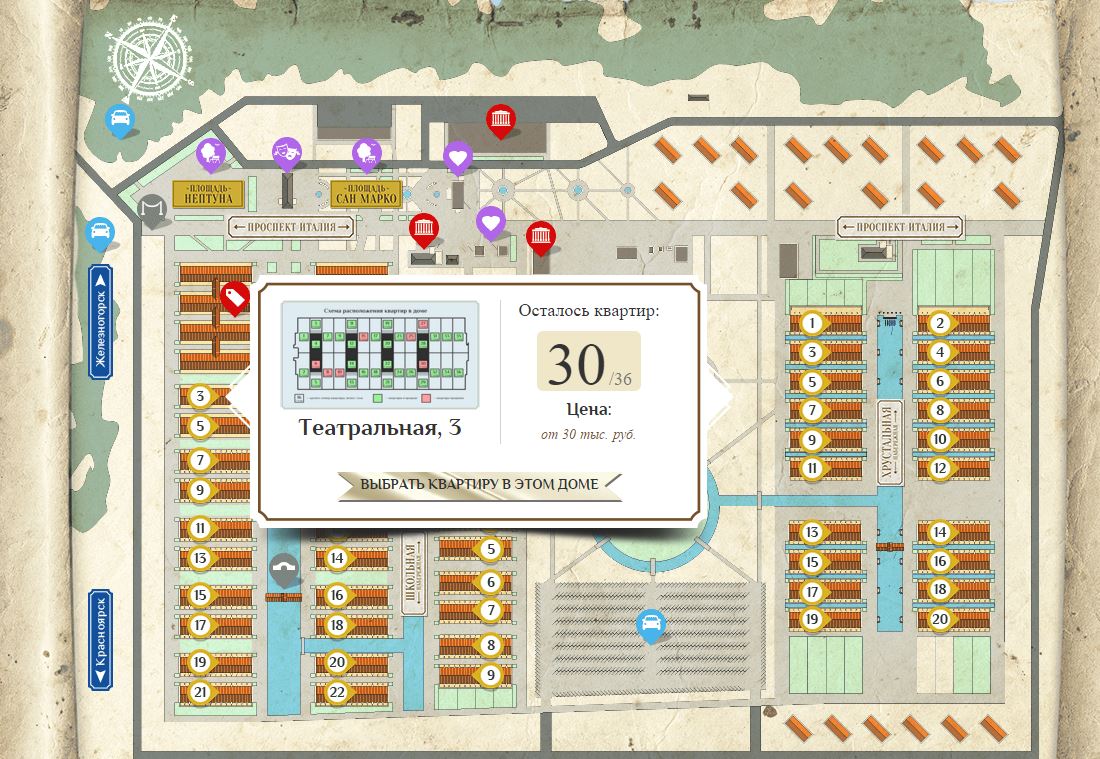 ·ПЛОЩАДЬ·
НЕПТУНА
·ПЛОЩАДЬ·
САН МАРКО
ПРОСПЕКТ ИТАЛИЯ
ПРОСПЕКТ ИТАЛИЯ
Железногорск
Красноярск
Схема расположения квартир в доме
Театральная, 3
Осталось квартир:
30/36
Цена:
от 30 тыс. руб.
ВЫБРАТЬ КВАРТИРУ В ЭТОМ ДОМЕ
3
5
7
9
11
13
15
17
19
21
14
16
18
20
22
ШКОЛЬНАЯ
5
6
7
8
9
1
3
5
7
9
11
13
15
17
19
ХРУСТАЛЬНАЯ
НАБЕРЕЖНАЯ
2
4
6
8
10
12
14
16
18
20